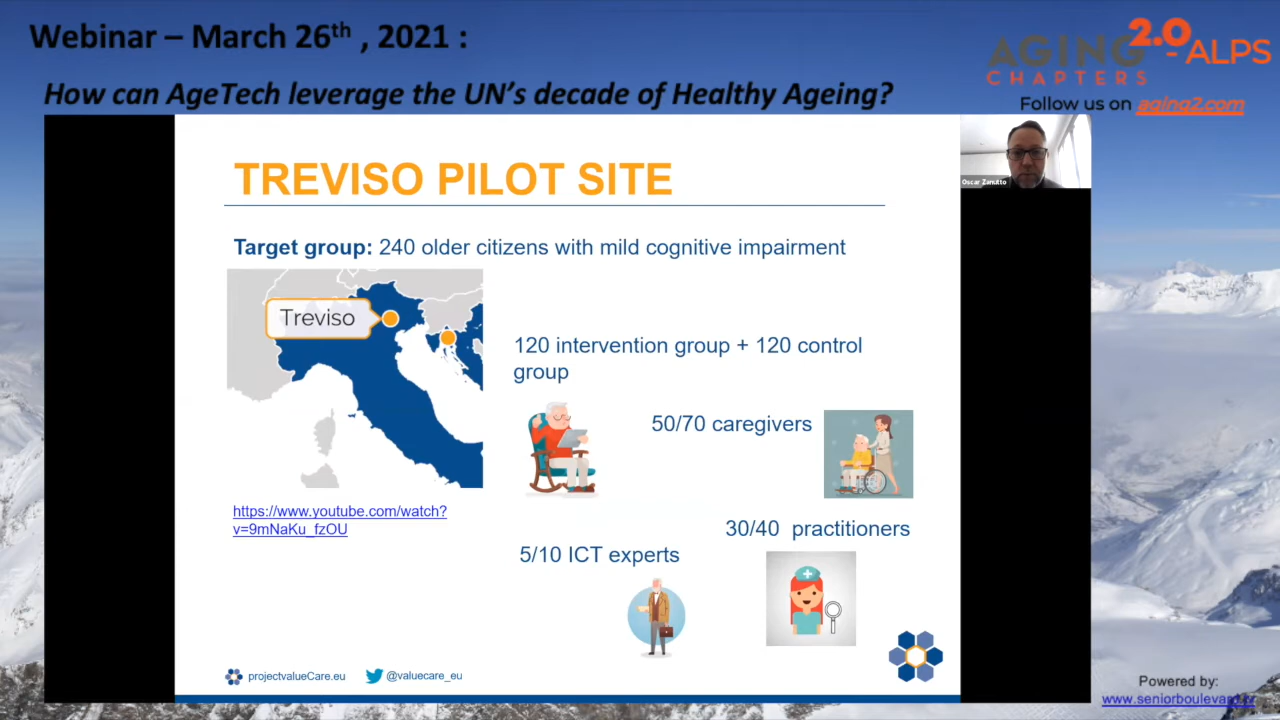 Webinar – March 26th , 2021 :
How can AgeTech leverage the UN's decade of Healthy Ageing?
AGING 2.0 - ALPS
CHAPTERS
Follow us on aging2.com
Oscar Zanutto
TREVISO PILOT SITE
Target group: 240 older citizens with mild cognitive impairment
Treviso
120 intervention group + 120 control
group
50/70 caregivers
https://www.youtube.com/watch?
v=9mNaKu_fzOU
30/40 practitioners
5/10 ICT experts
projectvalueCare.eu
@valuecare_eu
Powered by: